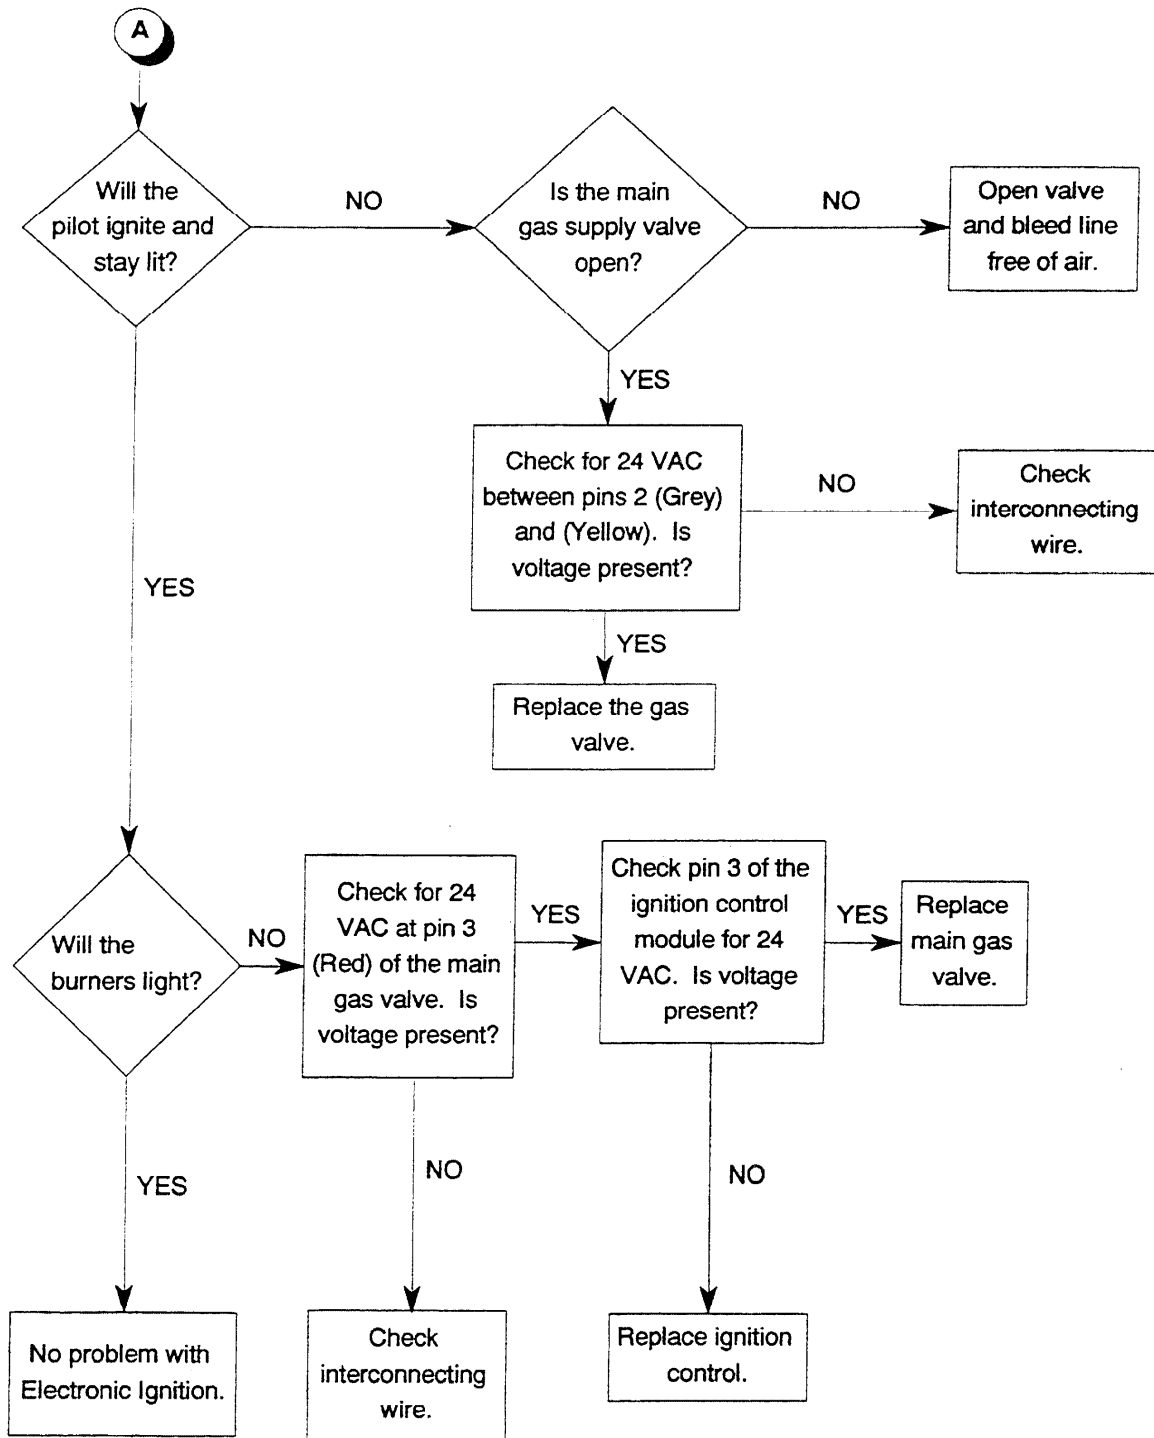 A
Will the
pilot ignite and
stay lit?
NO
Is the main
gas supply valve
open?
NO
Open valve
and bleed line
free of air.
YES
Check for 24 VAC
between pins 2 (Grey)
and (Yellow).  Is
voltage present?
NO
Check
interconnecting
wire.
YES
YES
Replace the gas
valve.
Will the
burners light?
NO
Check for 24
VAC at pin 3
(Red) of the main
gas valve.  Is
voltage present?
YES
Check pin 3 of the
ignition control
module for 24
VAC.  Is voltage
present?
YES
Replace
main gas
valve.
YES
NO
NO
No problem with
Electronic Ignition.
Check
interconnecting
wire.
Replace ignition
control.